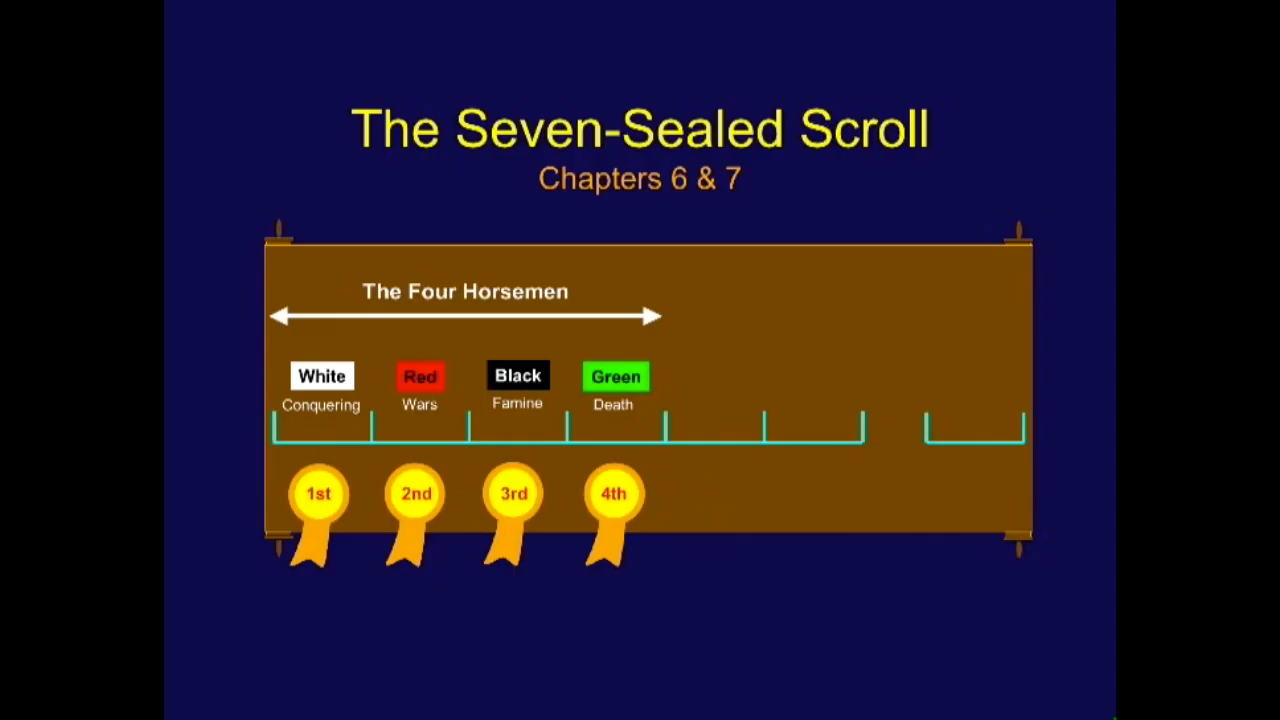 The Seven-Sealed Scroll
Chapters 6 & 7
The Four Horsemen
White Red Black Green
Conquering Wars Famine Death
1st 2nd 3rd 4th